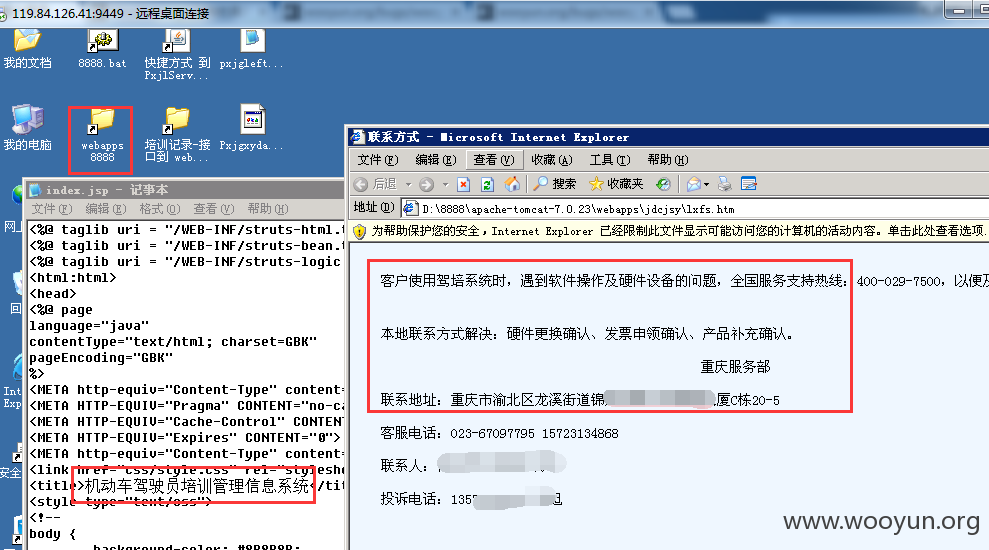 119.84.126.41:9449 - 远程桌面连接
我的文档
8888.bat
快捷方式 到 PxjlServ...
pxjgleft...
我的电脑
webapps 8888
培训记录-接口到 web...
Pxjgxyda...
网上
回
Int
Exp
安全
index.jsp - 记事本
文件(F) 编辑(E) 格式(O) 查看(V) 帮助(H)
<%@ taglib uri = "/WEB-INF/struts-html.t
<%@ taglib uri = "/WEB-INF/struts-bean.t
<%@ taglib uri = "/WEB-INF/struts-logic
<html:html>
<head>
<%@ page
language="java"
contentType="text/html; charset=GBK"
pageEncoding="GBK"
%>
<META http-equiv="Content-Type" content=
<META HTTP-EQUIV="Pragma" CONTENT="no-ca
<META HTTP-EQUIV="Cache-Control" CONTENT
<META HTTP-EQUIV="Expires" CONTENT="0">
<META http-equiv="Content-Type" content=
<link href="css/style.css" rel="styleshe
<title>机动车驾驶员培训管理信息系统</tit
<style type="text/css">
<!--
body {
background-color: #8B8B8B;
联系方式 - Microsoft Internet Explorer
文件(F) 编辑(E) 查看(V) 收藏(A) 工具(T) 帮助(H)
后退 搜索 收藏夹
地址(D) D:\8888\apache-tomcat-7.0.23\webapps\jdcjsy\lxfs.htm
为帮助保护您的安全，Internet Explorer 已经限制此文件显示可能访问您的计算机的活动内容。单击此处查看选项.
客户使用驾培系统时，遇到软件操作及硬件设备的问题，全国服务支持热线：400-029-7500，以便及
本地联系方式解决：硬件更换确认、发票申领确认、产品补充确认。
重庆服务部
联系地址：重庆市渝北区龙溪街道锦 厦C栋20-5
客服电话：023-67097795 15723134868
联系人：
投诉电话：135
www.wooyun.org